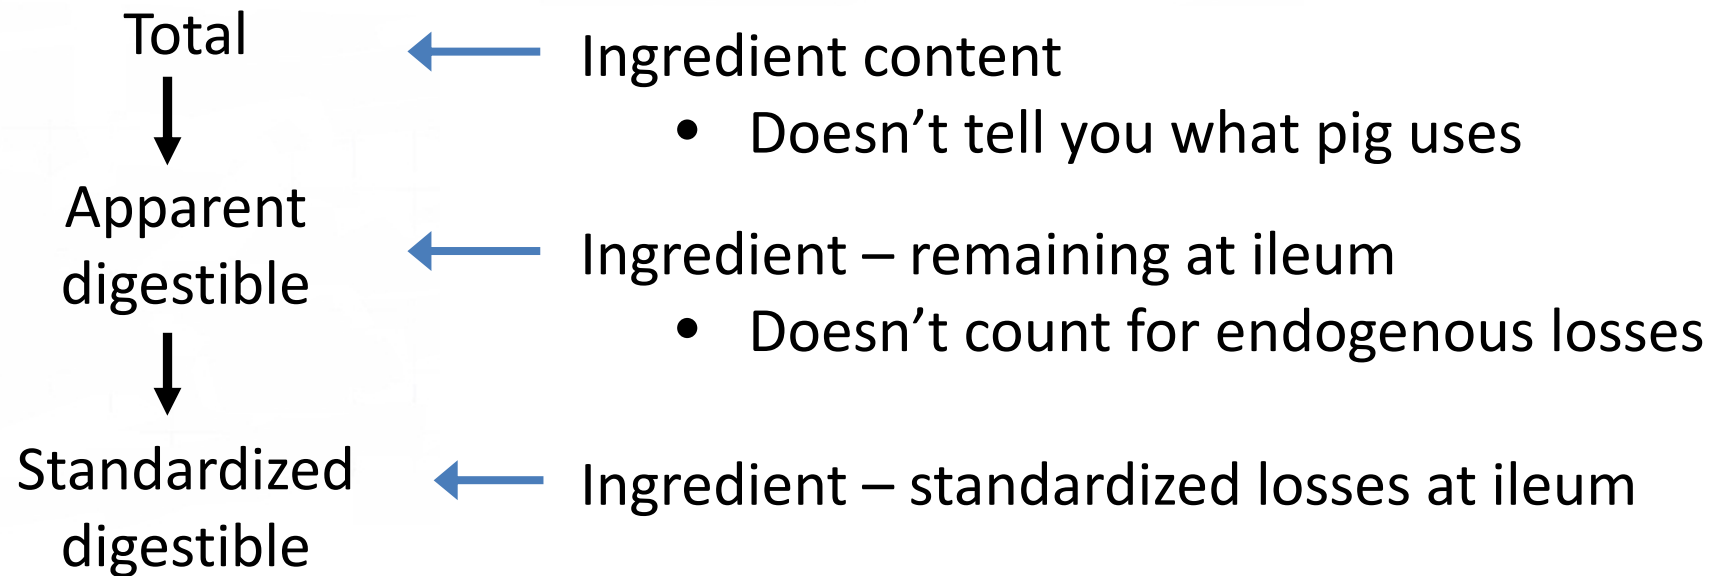 Total
Ingredient content
• Doesn't tell you what pig uses
Apparent
digestible
Ingredient – remaining at ileum
• Doesn't count for endogenous losses
Standardized
digestible
Ingredient – standardized losses at ileum